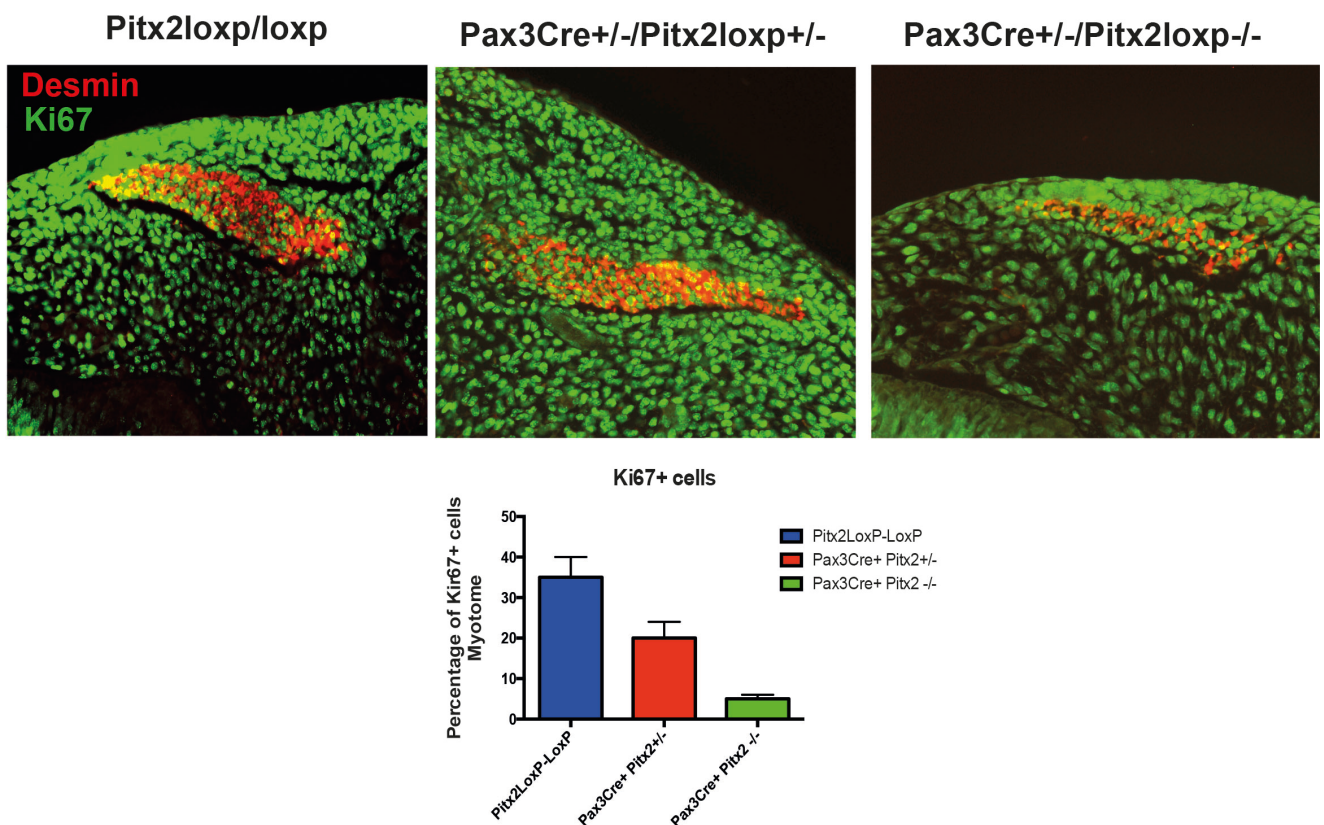 Pitx2loxp/loxp
Pax3Cre+/-/Pitx2loxp+/-
Pax3Cre+/-/Pitx2loxp-/-
Desmin
Ki67
Ki67+ cells
Percentage of Kir67+ cells
Myotome
50
40
30
20
10
0
Pitx2LoxP-LoxP
Pax3Cre+ Pitx2+/-
Pax3Cre+ Pitx2 -/-
Pitx2LoxP-LoxP
Pax3Cre+ Pitx2+/-
Pax3Cre+ Pitx2 -/-